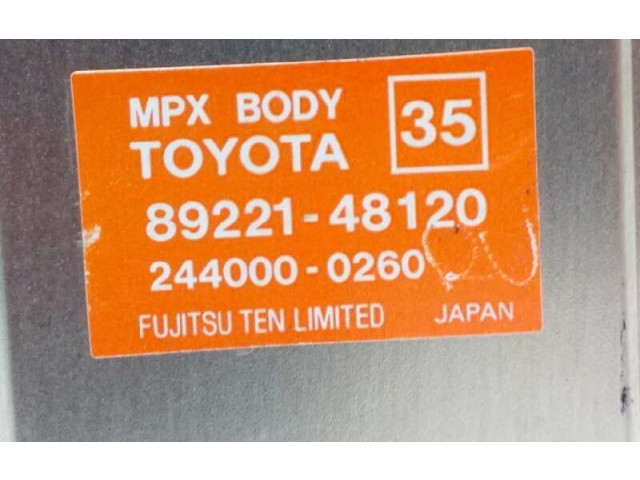 MPX BODY 35
TOYOTA
89221-48120
244000-0260
FUJITSU TEN LIMITED JAPAN